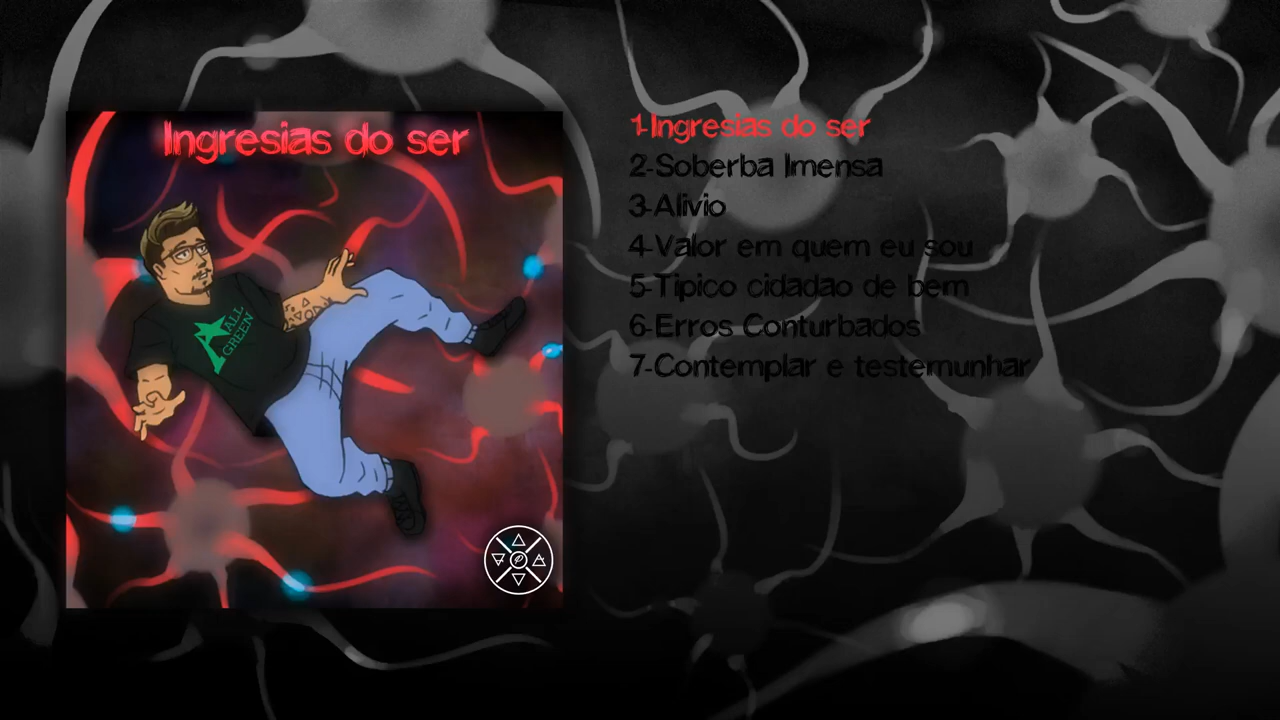 Ingresias do ser
ALL
GREEN
1-Ingresias do ser
2-Soberba Imensa
3-Alivio
4-Valor em quem eu sou
5-Tipico cidadao de bem
6-Erros Conturbados
7-Contemplar e testemunhar